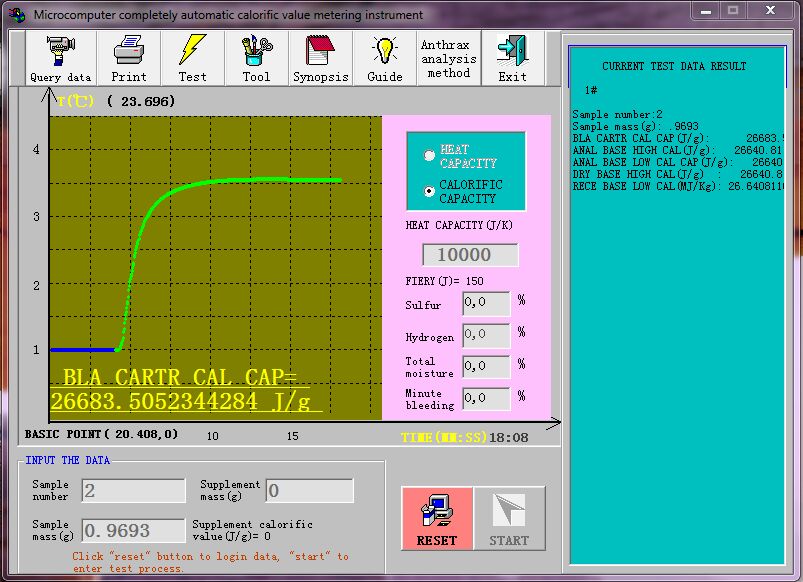 Microcomputer completely automatic calorific value metering instrument
Query data
Print
Test
Tool
Synopsis
Guide
Anthrax
analysis
method
Exit
T(℃) ( 23.696)
4
3
2
1
BLA CARTR CAL CAP=
26683.5052344284 J/g
BASIC POINT( 20.408,0)
10
15
TIME(MM:SS)18:08
HEAT
CAPACITY
CALORIFIC
CAPACITY
HEAT CAPACITY(J/K)
10000
FIERY(J)= 150
Sulfur 0,0 %
Hydrogen 0,0 %
Total
moisture 0,0 %
Minute
bleeding 0,0 %
CURRENT TEST DATA RESULT
1#
Sample number:2
Sample mass(g): .9693
BLA CARTR CAL CAP(J/g): 26683.
ANAL BASE HIGH CAL(J/g): 26640.81
ANAL BASE LOW CAL CAP(J/g): 26640
DRY BASE HIGH CAL(J/g) : 26640.8
RECE BASE LOW CAL(MJ/Kg): 26.640811
INPUT THE DATA
Sample
number 2
Supplement
mass(g) 0
Sample
mass(g) 0.9693
Supplement calorific
value(J/g)= 0
Click "reset" button to login data, "start" to
enter test process.
RESET
START